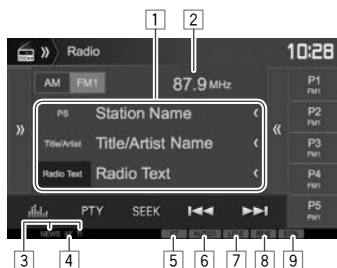 1 2
Radio 10:28
AM FM1 87.9 MHz
PS Station Name
Title/Artist Title/Artist Name
Radio Text Radio Text
P1 FM1
P2 FM1
P3 FM1
P4 FM1
P5 FM1
PTY SEEK
NEWS
3 4 5 6 7 8 9